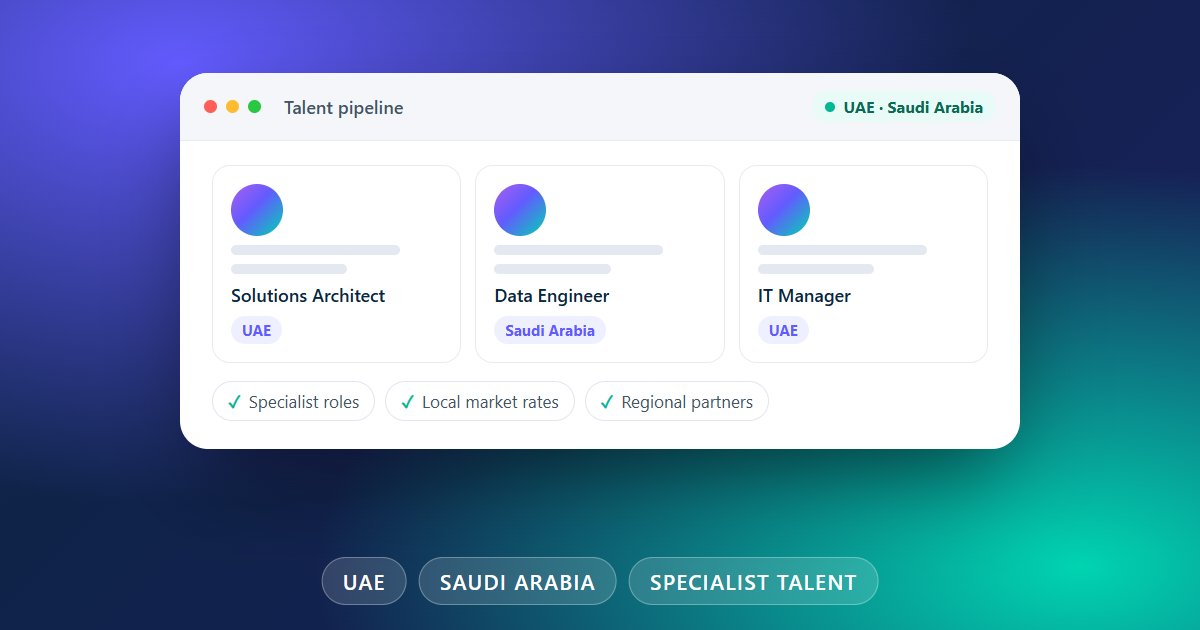 Talent pipeline
UAE · Saudi Arabia
Solutions Architect
UAE
Data Engineer
Saudi Arabia
IT Manager
UAE
✓ Specialist roles
✓ Local market rates
✓ Regional partners
UAE
SAUDI ARABIA
SPECIALIST TALENT